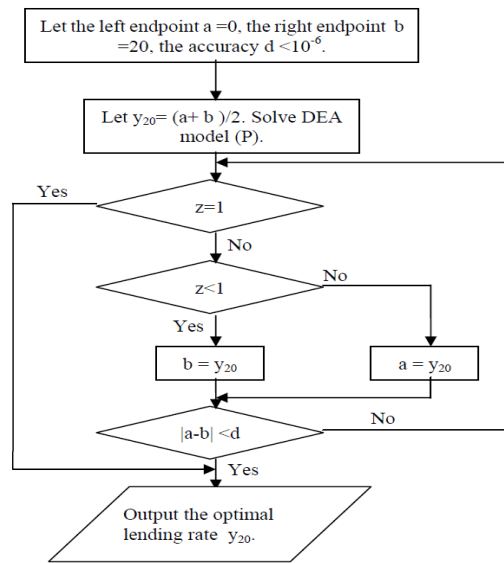 Let the left endpoint a =0, the right endpoint b
=20, the accuracy d <10⁻⁶.
Let y₂₀= (a+ b )/2. Solve DEA
model (P).
Yes
z=1
No
z<1
No
Yes
b = y₂₀
a = y₂₀
|a-b| <d
No
Yes
Output the optimal
lending rate y₂₀.